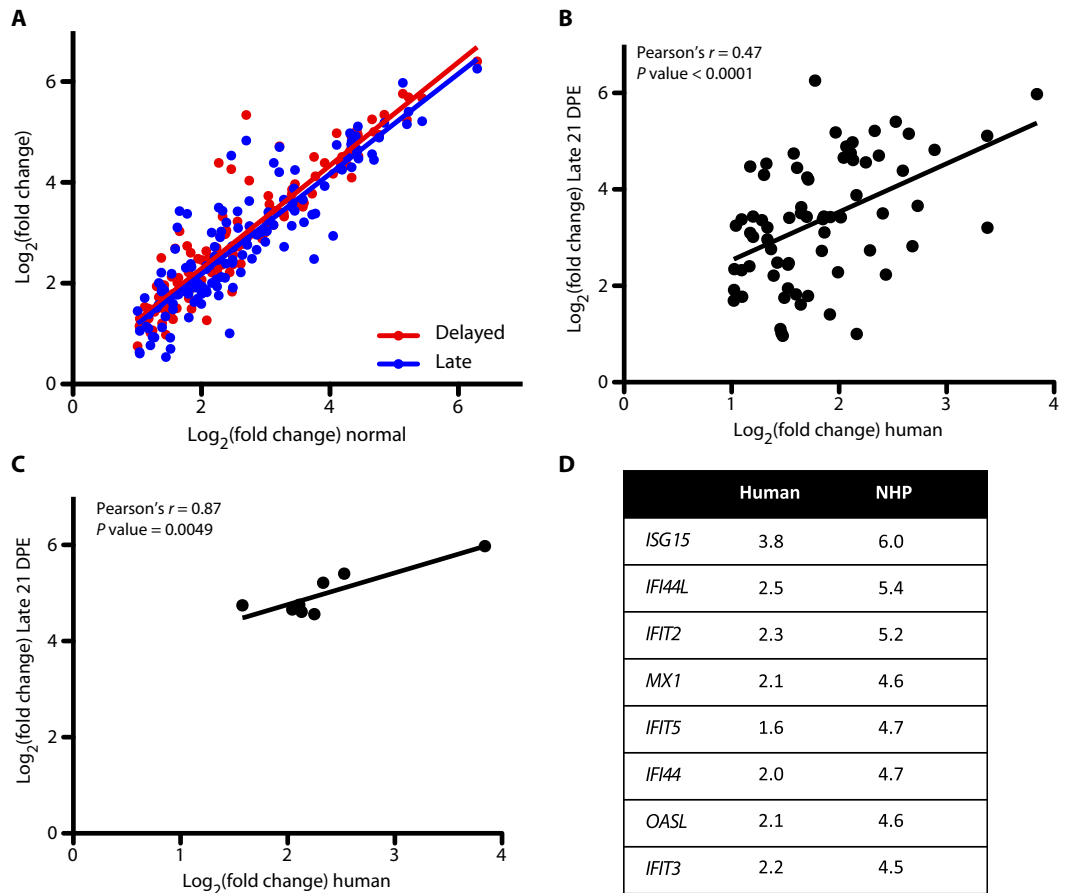 A
Log2(fold change)
6
4
2
0
0 2 4 6
Log2(fold change) normal
Delayed
Late
B
Pearson's r = 0.47
P value < 0.0001
Log2(fold change) Late 21 DPE
6
4
2
0
0 1 2 3 4
Log2(fold change) human
C
Pearson's r = 0.87
P value = 0.0049
Log2(fold change) Late 21 DPE
6
4
2
0
0 1 2 3 4
Log2(fold change) human
D
Human NHP
ISG15 3.8 6.0
IFI44L 2.5 5.4
IFIT2 2.3 5.2
MX1 2.1 4.6
IFIT5 1.6 4.7
IFI44 2.0 4.7
OASL 2.1 4.6
IFIT3 2.2 4.5